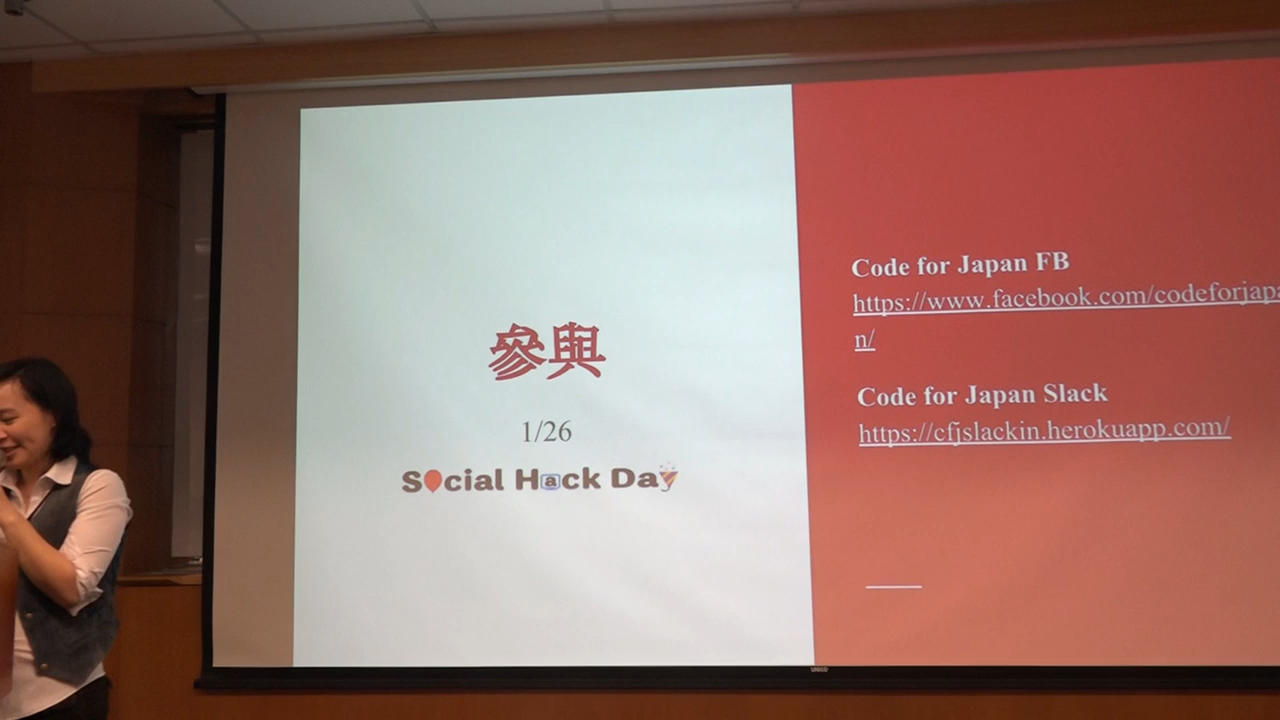 參與
1/26
Social Hack Day
Code for Japan FB
https://www.facebook.com/codeforjapa
n/
Code for Japan Slack
https://cfjslackin.herokuapp.com/